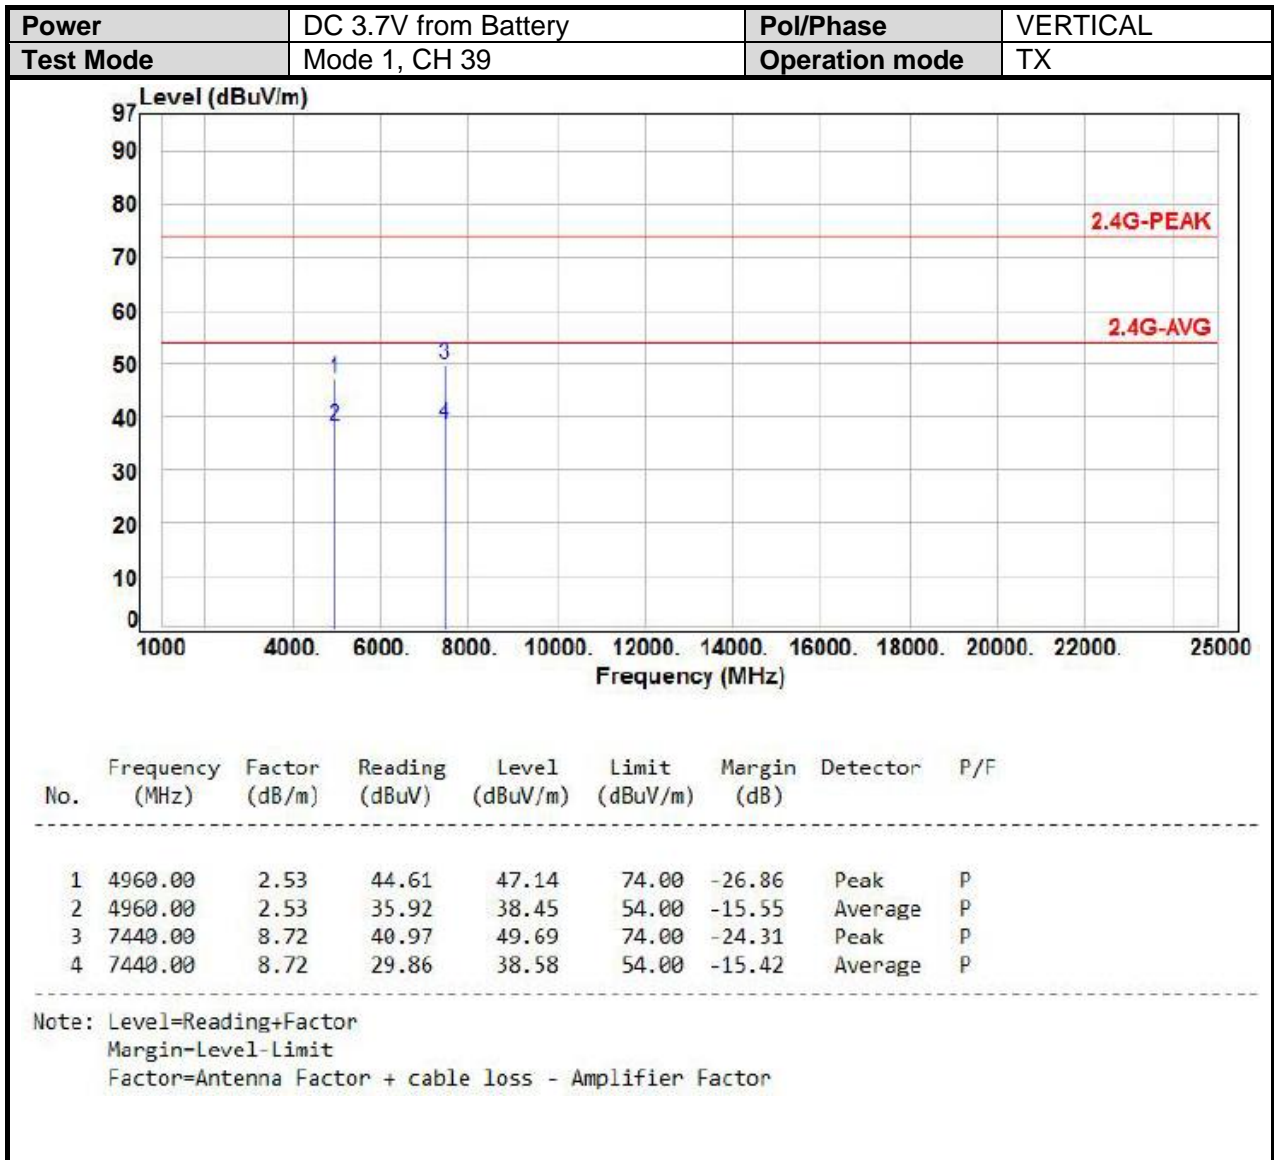 Power DC 3.7V from Battery Pol/Phase VERTICAL
Test Mode Mode 1, CH 39 Operation mode TX
Level (dBuV/m)
97
90
80
2.4G-PEAK
70
60
2.4G-AVG
50 1 3
40 2 4
30
20
10
0
1000 4000. 6000. 8000. 10000. 12000. 14000. 16000. 18000. 20000. 22000. 25000
Frequency (MHz)
Frequency Factor Reading Level Limit Margin Detector P/F
No. (MHz) (dB/m) (dBuV) (dBuV/m) (dBuV/m) (dB)
1 4960.00 2.53 44.61 47.14 74.00 -26.86 Peak P
2 4960.00 2.53 35.92 38.45 54.00 -15.55 Average P
3 7440.00 8.72 40.97 49.69 74.00 -24.31 Peak P
4 7440.00 8.72 29.86 38.58 54.00 -15.42 Average P
Note: Level=Reading+Factor
Margin=Level-Limit
Factor=Antenna Factor + cable loss - Amplifier Factor